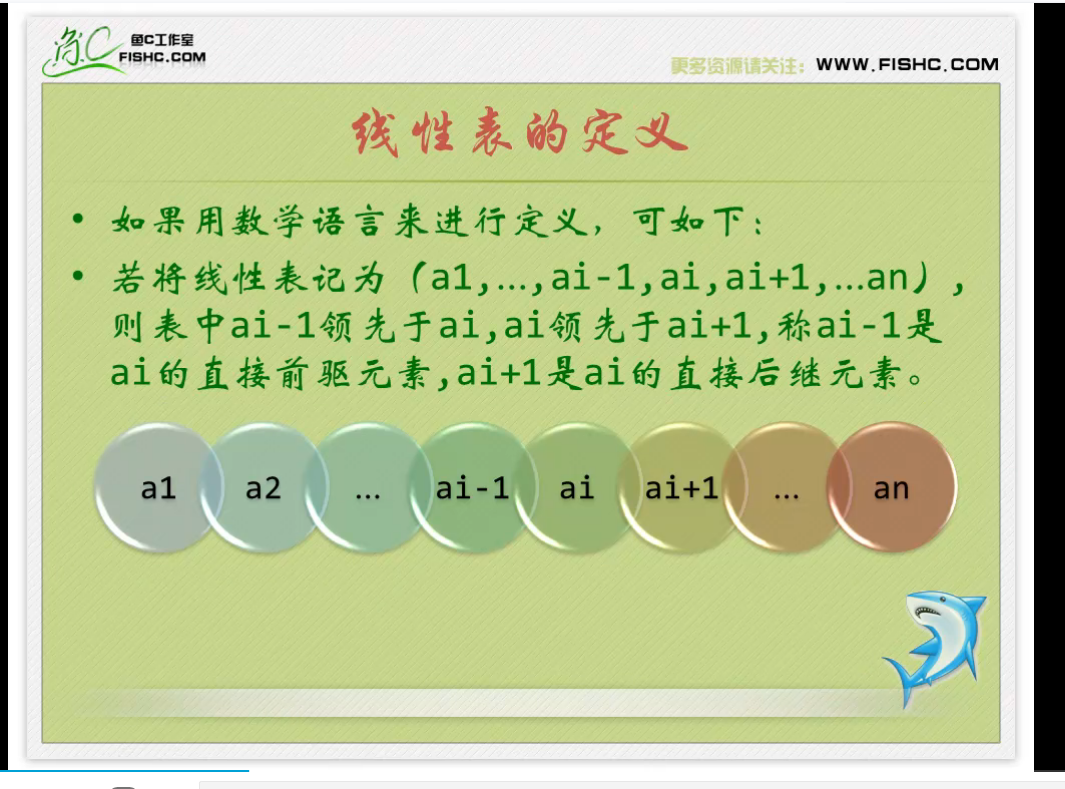 鱼C工作室
FISHC.COM
更多资源请关注：WWW.FISHC.COM
线性表的定义
• 如果用数学语言来进行定义，可如下：
• 若将线性表记为（a1,…,ai-1,ai,ai+1,…an），
则表中ai-1领先于ai,ai领先于ai+1,称ai-1是
ai的直接前驱元素,ai+1是ai的直接后继元素。
a1 a2 … ai-1 ai ai+1 … an